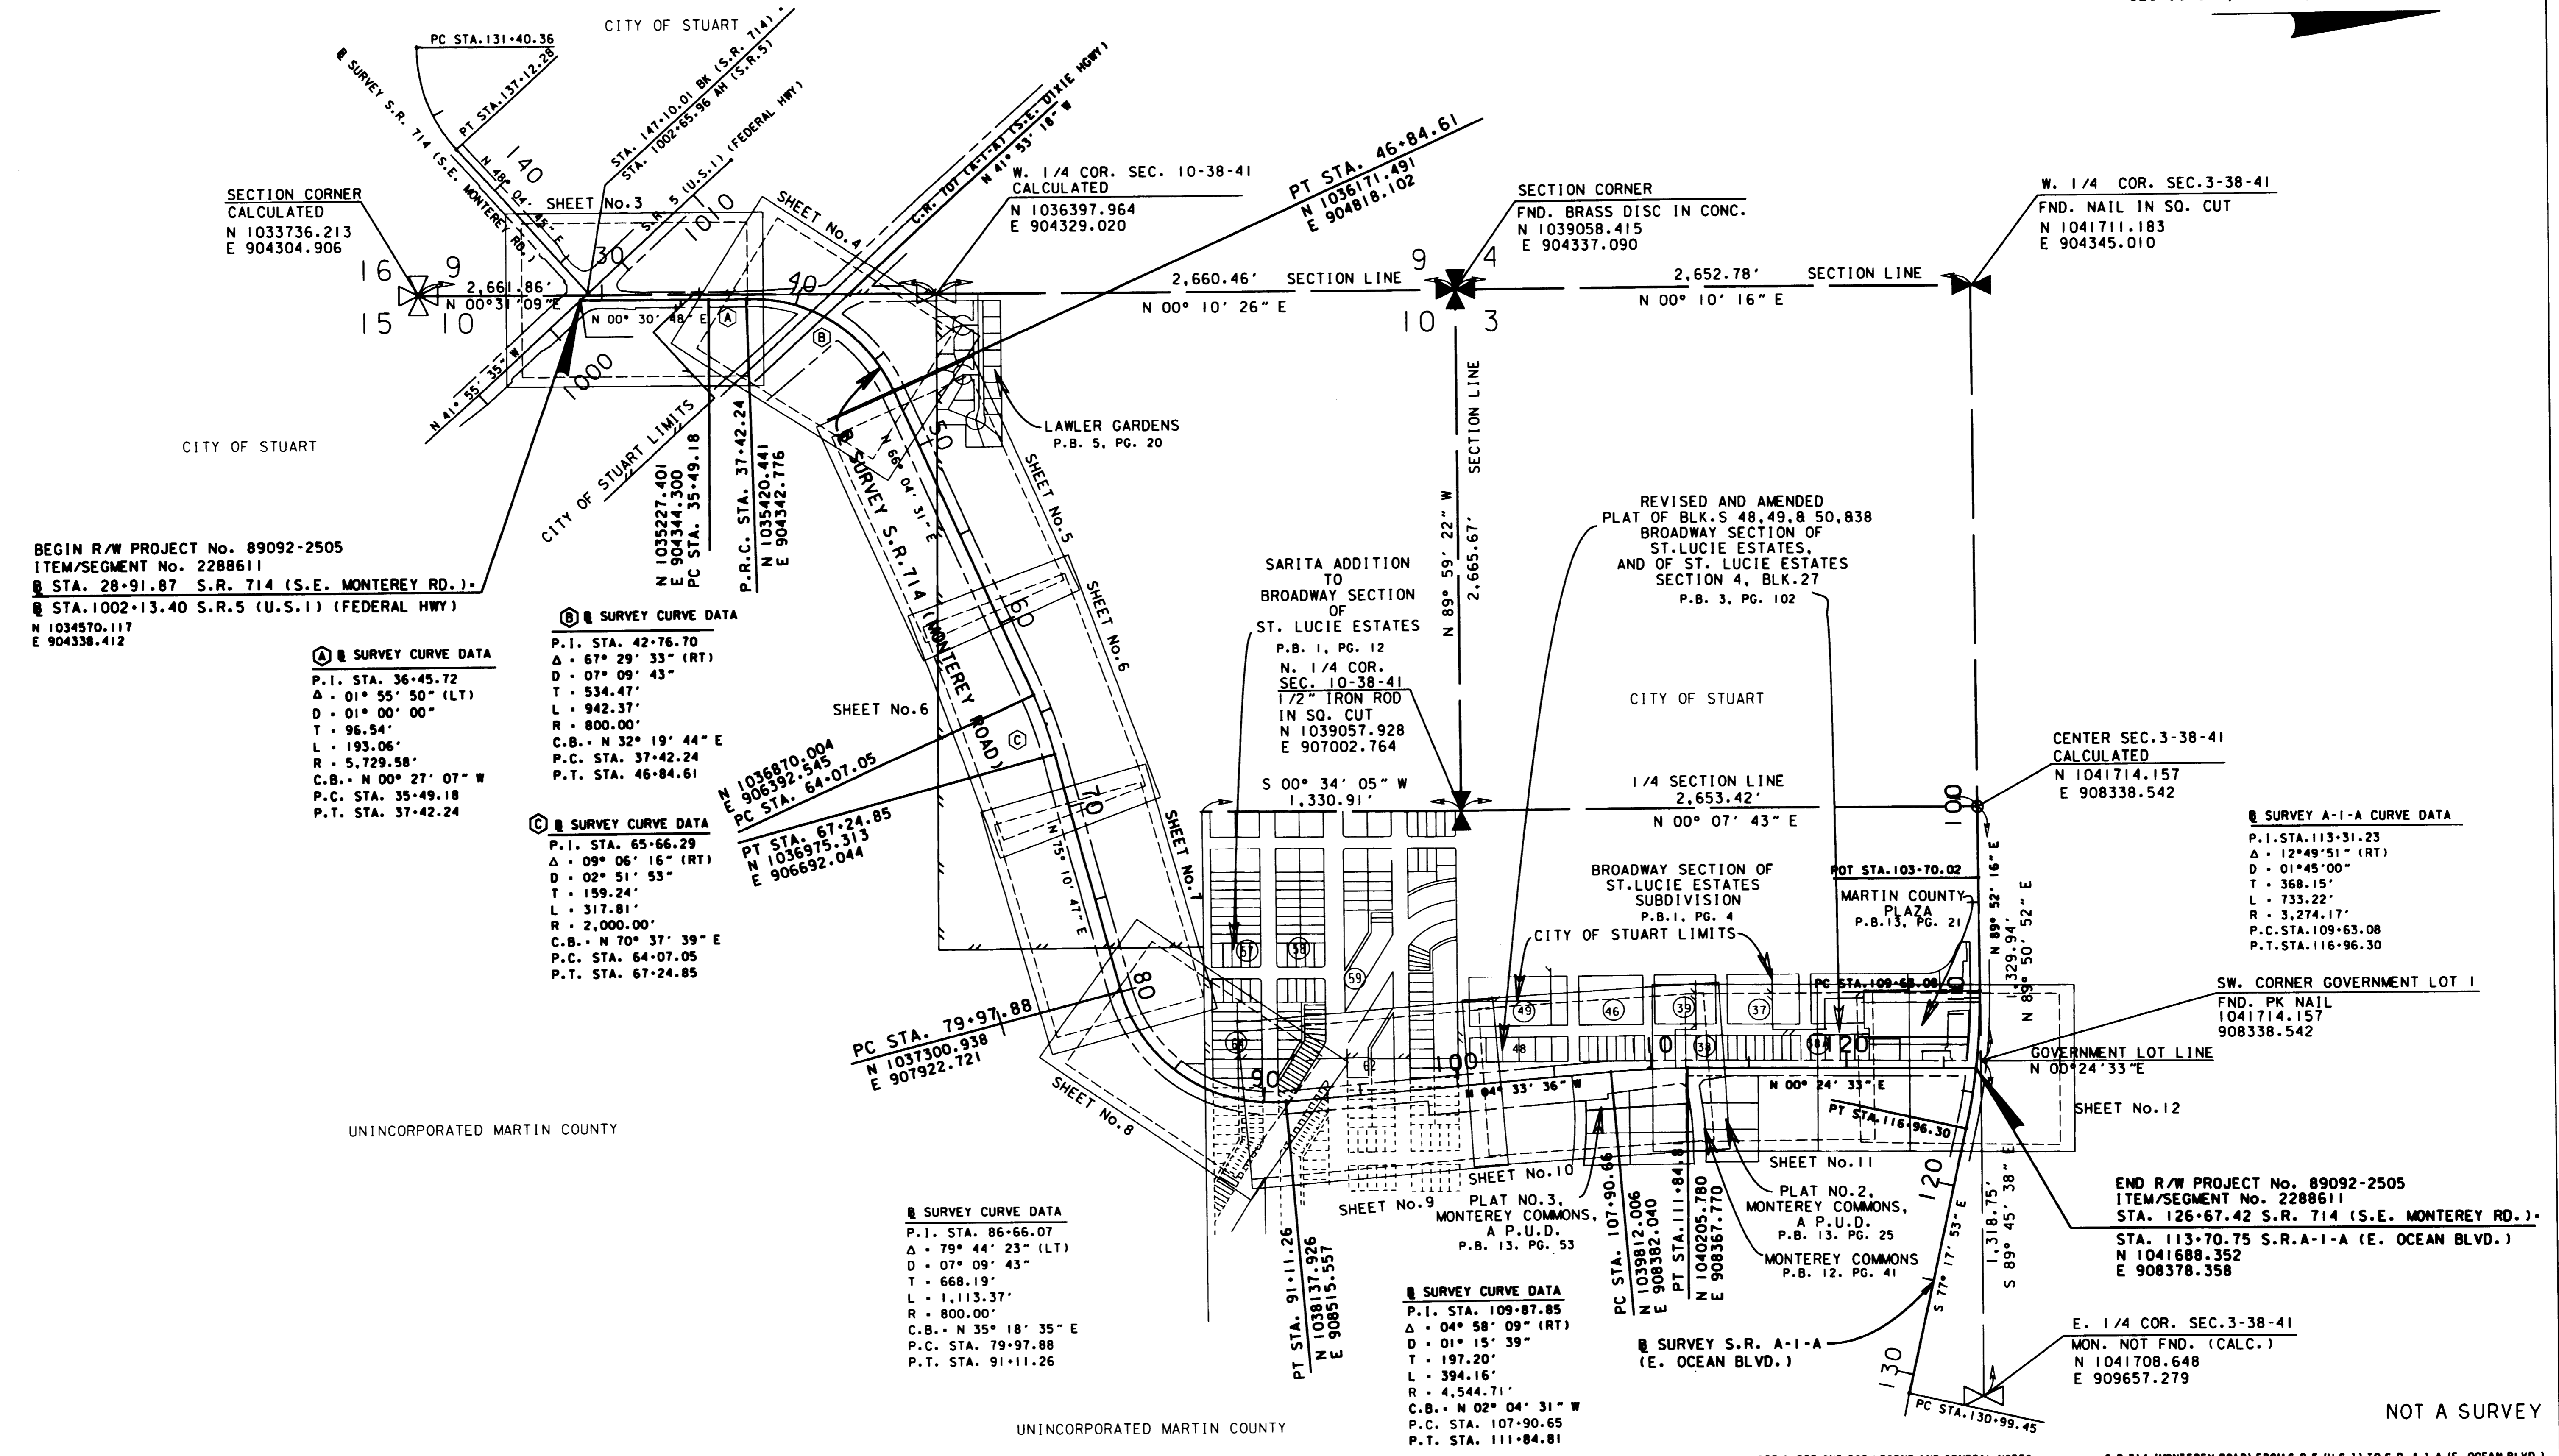 CITY OF STUART
PC STA. 131+40.36
PT STA. 137+12.28
℄ SURVEY S.R. 714 (S.E. MONTEREY RD.)
N 48° 04' 45" E
140
STA. 147+10.01 BK (S.R. 714) =
STA. 1002+65.96 AH (S.R.5)
S.R. 5 (U.S.1) (FEDERAL HWY)
1010
C.R. 707 (A-1-A) (S.E. DIXIE HGWY)
N 41° 53' 18" W
SECTION CORNER
CALCULATED
N 1033736.213
E 904304.906
16 9
15 10
2,661.86'
N 00°31'09"E
SHEET No.3
30
SHEET No.4
40
N 00° 30' 48" E
A
B
N 41° 55' 35" W
1000
W. 1/4 COR. SEC. 10-38-41
CALCULATED
N 1036397.964
E 904329.020
PT STA. 46+84.61
N 1036171.491
E 904818.102
2,660.46' SECTION LINE
N 00° 10' 26" E
SECTION CORNER
FND. BRASS DISC IN CONC.
N 1039058.415
E 904337.090
9 4
10 3
2,652.78' SECTION LINE
N 00° 10' 16" E
W. 1/4 COR. SEC.3-38-41
FND. NAIL IN SQ. CUT
N 1041711.183
E 904345.010
CITY OF STUART
CITY OF STUART LIMITS
LAWLER GARDENS
P.B. 5, PG. 20
N 1035227.401
E 904344.300
PC STA. 35+49.18
P.R.C. STA. 37+42.24
N 1035420.441
E 904342.776
50
N 66° 04' 31" E
℄ SURVEY S.R.714 (MONTEREY ROAD)
SHEET No.5
60
SHEET No.6
SECTION LINE
N 89° 59' 22" W
2,665.67'
BEGIN R/W PROJECT No. 89092-2505
ITEM/SEGMENT No. 2288611
℄ STA. 28+91.87 S.R. 714 (S.E. MONTEREY RD.)=
℄ STA.1002+13.40 S.R.5 (U.S.1) (FEDERAL HWY)
N 1034570.117
E 904338.412
A ℄ SURVEY CURVE DATA
P.I. STA. 36+45.72
Δ = 01° 55' 50" (LT)
D = 01° 00' 00"
T = 96.54'
L = 193.06'
R = 5,729.58'
C.B.= N 00° 27' 07" W
P.C. STA. 35+49.18
P.T. STA. 37+42.24
B ℄ SURVEY CURVE DATA
P.I. STA. 42+76.70
Δ = 67° 29' 33" (RT)
D = 07° 09' 43"
T = 534.47'
L = 942.37'
R = 800.00'
C.B.= N 32° 19' 44" E
P.C. STA. 37+42.24
P.T. STA. 46+84.61
C ℄ SURVEY CURVE DATA
P.I. STA. 65+66.29
Δ = 09° 06' 16" (RT)
D = 02° 51' 53"
T = 159.24'
L = 317.81'
R = 2,000.00'
C.B.= N 70° 37' 39" E
P.C. STA. 64+07.05
P.T. STA. 67+24.85
SHEET No.6
C
N 1036870.004
E 906392.545
PC STA. 64+07.05
PT STA. 67+24.85
N 1036975.313
E 906692.044
70
N 75° 10' 47" E
SHEET No.7
SARITA ADDITION
TO
BROADWAY SECTION
OF
ST. LUCIE ESTATES
P.B. 1, PG. 12
N. 1/4 COR.
SEC. 10-38-41
1/2" IRON ROD
IN SQ. CUT
N 1039057.928
E 907002.764
S 00° 34' 05" W
1,330.91'
REVISED AND AMENDED
PLAT OF BLK.S 48,49,& 50,838
BROADWAY SECTION OF
ST.LUCIE ESTATES,
AND OF ST. LUCIE ESTATES
SECTION 4, BLK.27
P.B. 3, PG. 102
CITY OF STUART
1/4 SECTION LINE
2,653.42'
N 00° 07' 43" E
CENTER SEC.3-38-41
CALCULATED
N 1041714.157
E 908338.542
100
℄ SURVEY A-1-A CURVE DATA
P.I.STA.113+31.23
Δ = 12°49'51" (RT)
D = 01°45'00"
T = 368.15'
L = 733.22'
R = 3,274.17'
P.C.STA.109+63.08
P.T.STA.116+96.30
BROADWAY SECTION OF
ST.LUCIE ESTATES
SUBDIVISION
P.B.1, PG. 4
POT STA.103+70.02
MARTIN COUNTY
PLAZA
P.B.13, PG. 21
N 89° 52' 16" E
1,329.94'
N 89° 50' 52" E
CITY OF STUART LIMITS
PC STA.109+63.08
57
58
59
64
62
49
48
46
39
38
37
38A
110
120
SW. CORNER GOVERNMENT LOT 1
FND. PK NAIL
1041714.157
908338.542
GOVERNMENT LOT LINE
N 00°24'33"E
80
PC STA. 79+97.88
N 1037300.938
E 907922.721
SHEET No.8
90
100
N 04° 33' 36" W
N 00° 24' 33" E
PT STA.116+96.30
SHEET No.12
UNINCORPORATED MARTIN COUNTY
SHEET No.9
SHEET No.10
SHEET No.11
PLAT NO.3,
MONTEREY COMMONS,
A P.U.D.
P.B. 13. PG. 53
PLAT NO.2,
MONTEREY COMMONS,
A P.U.D.
P.B. 13. PG. 25
MONTEREY COMMONS
P.B. 12. PG. 41
PT STA. 91+11.26
N 1038137.926
E 908515.557
PC STA. 107+90.66
N 1039812.006
E 908382.040
PT STA.111+84.81
N 1040205.780
E 908367.770
120
S 77° 17' 53" E
1,318.75'
S 89° 45' 38" E
END R/W PROJECT No. 89092-2505
ITEM/SEGMENT No. 2288611
STA. 126+67.42 S.R. 714 (S.E. MONTEREY RD.)=
STA. 113+70.75 S.R.A-1-A (E. OCEAN BLVD.)
N 1041688.352
E 908378.358
℄ SURVEY CURVE DATA
P.I. STA. 86+66.07
Δ = 79° 44' 23" (LT)
D = 07° 09' 43"
T = 668.19'
L = 1,113.37'
R = 800.00'
C.B.= N 35° 18' 35" E
P.C. STA. 79+97.88
P.T. STA. 91+11.26
℄ SURVEY CURVE DATA
P.I. STA. 109+87.85
Δ = 04° 58' 09" (RT)
D = 01° 15' 39"
T = 197.20'
L = 394.16'
R = 4,544.71'
C.B.= N 02° 04' 31" W
P.C. STA. 107+90.65
P.T. STA. 111+84.81
℄ SURVEY S.R. A-1-A
(E. OCEAN BLVD.)
E. 1/4 COR. SEC.3-38-41
MON. NOT FND. (CALC.)
N 1041708.648
E 909657.279
130
PC STA.130+99.45
UNINCORPORATED MARTIN COUNTY
NOT A SURVEY